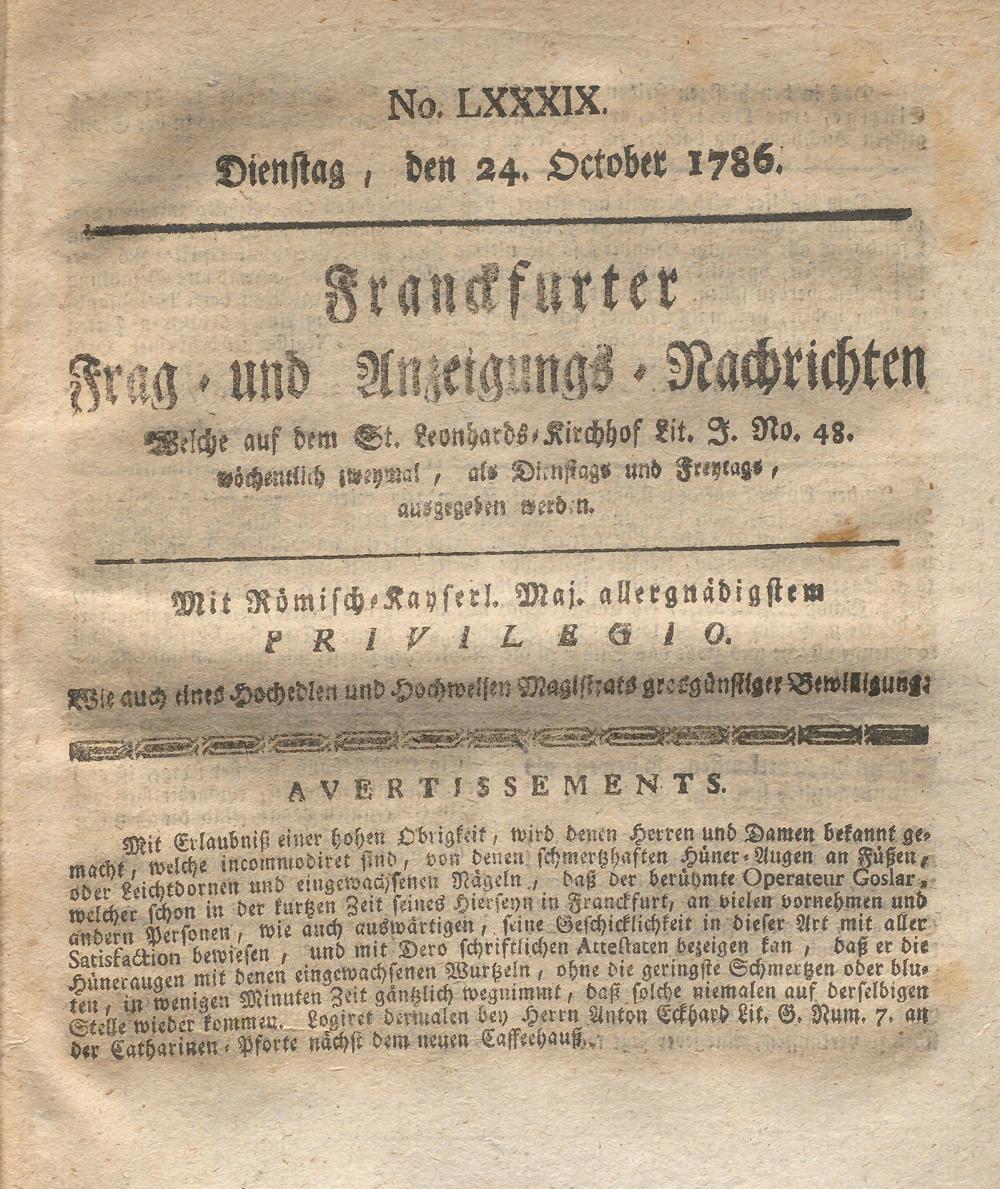 No. LXXXIX.
Dienstag, den 24. October 1786.
Franckfurter
Frag- und Anzeigungs-Nachrichten
Welche auf dem St. Leonhards-Kirchhof Lit. J. No. 48.
wöchentlich zweymal, als Dienstags und Freytags,
ausgegeben werden.
Mit Römisch-Kayserl. Maj. allergnädigstem
PRIVILEGIO.
Wie auch eines Hochedlen und Hochweisen Magistrats grosgünstiger Bewilligung.
AVERTISSEMENTS.
Mit Erlaubniß einer hohen Obrigkeit, wird denen Herren und Damen bekannt ge-
macht, welche incommodiret sind, von denen schmertzhaften Hüner-Augen an Füßen,
oder Leichtdornen und eingewachsenen Nägeln, daß der berühmte Operateur Goslar,
welcher schon in der kurtzen Zeit seines Hierseyn in Franckfurt, an vielen vornehmen und
andern Personen, wie auch auswärtigen, seine Geschicklichkeit in dieser Art mit aller
Satisfaction bewiesen, und mit Dero schriftlichen Attestaten bezeigen kan, daß er die
Hüneraugen mit denen eingewachsenen Wurtzeln, ohne die geringste Schmertzen oder blu-
ten, in wenigen Minuten Zeit gäntzlich wegnimmt, daß solche niemalen auf derselbigen
Stelle wieder kommen. Logiret dermalen bey Herrn Anton Eckhard Lit. G. Num. 7. an
der Catharinen-Pforte nächst dem neuen Caffeehauß.